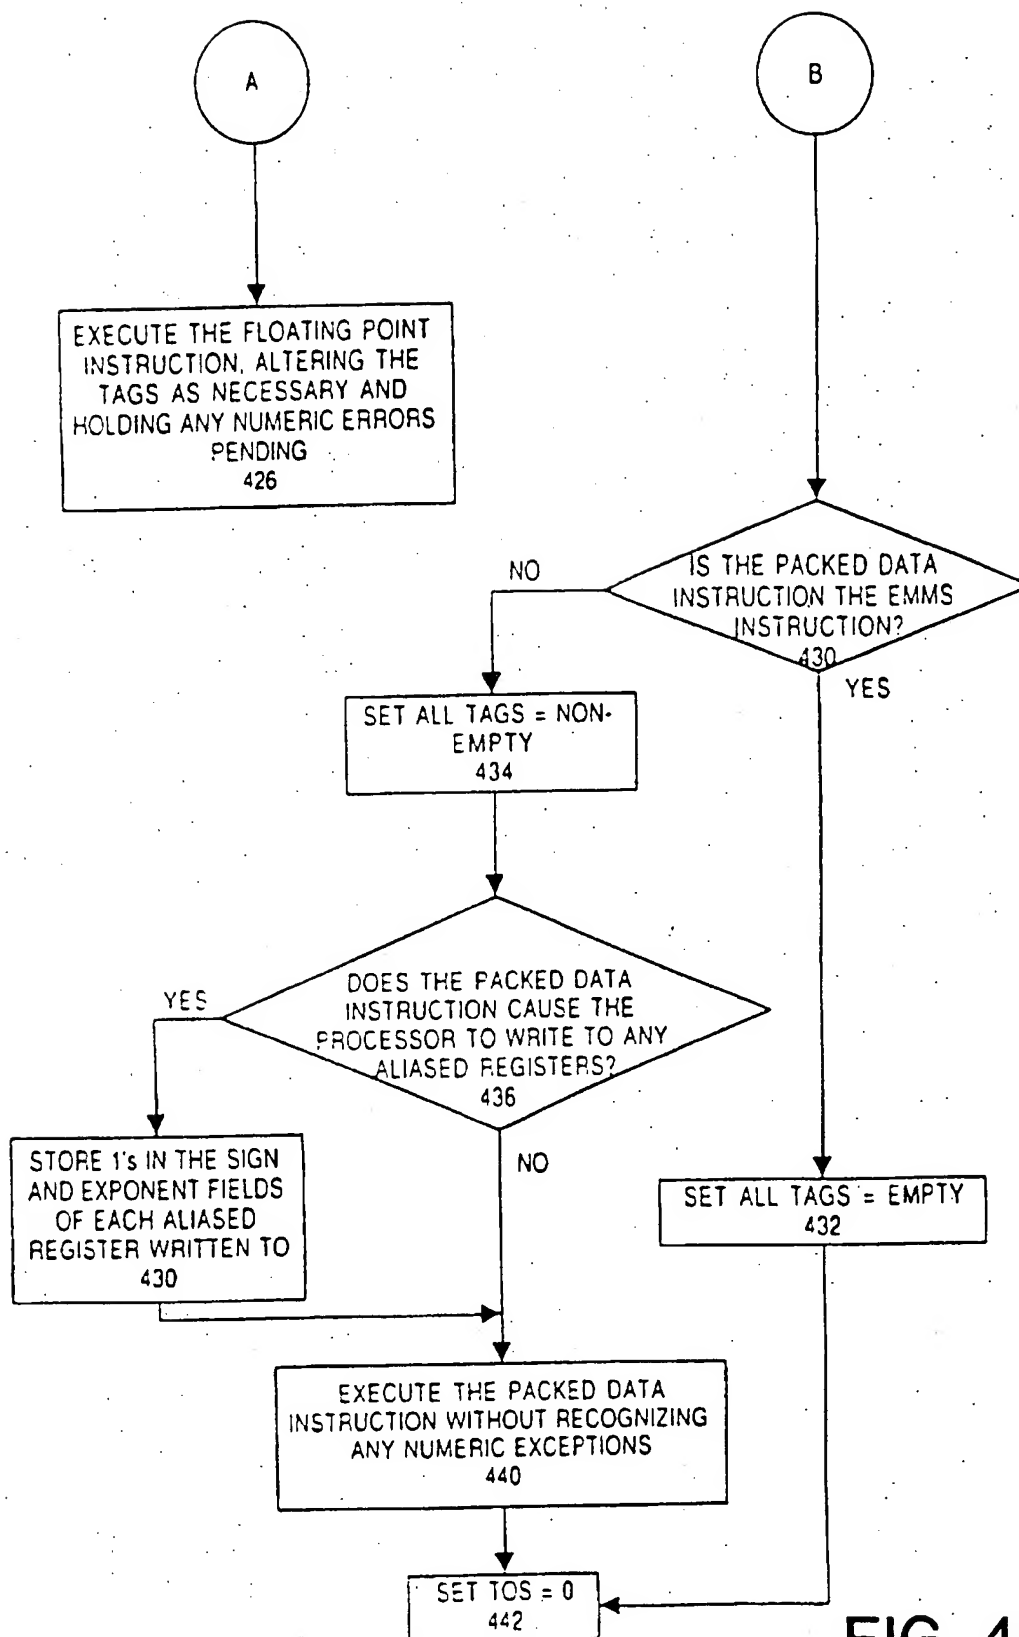 A
B
EXECUTE THE FLOATING POINT
INSTRUCTION, ALTERING THE
TAGS AS NECESSARY AND
HOLDING ANY NUMERIC ERRORS
PENDING
426
IS THE PACKED DATA
INSTRUCTION THE EMMS
INSTRUCTION?
430
NO
YES
SET ALL TAGS = NON-
EMPTY
434
DOES THE PACKED DATA
INSTRUCTION CAUSE THE
PROCESSOR TO WRITE TO ANY
ALIASED REGISTERS?
436
YES
NO
STORE 1's IN THE SIGN
AND EXPONENT FIELDS
OF EACH ALIASED
REGISTER WRITTEN TO
430
SET ALL TAGS = EMPTY
432
EXECUTE THE PACKED DATA
INSTRUCTION WITHOUT RECOGNIZING
ANY NUMERIC EXCEPTIONS
440
SET TOS = 0
442
FIG. 4